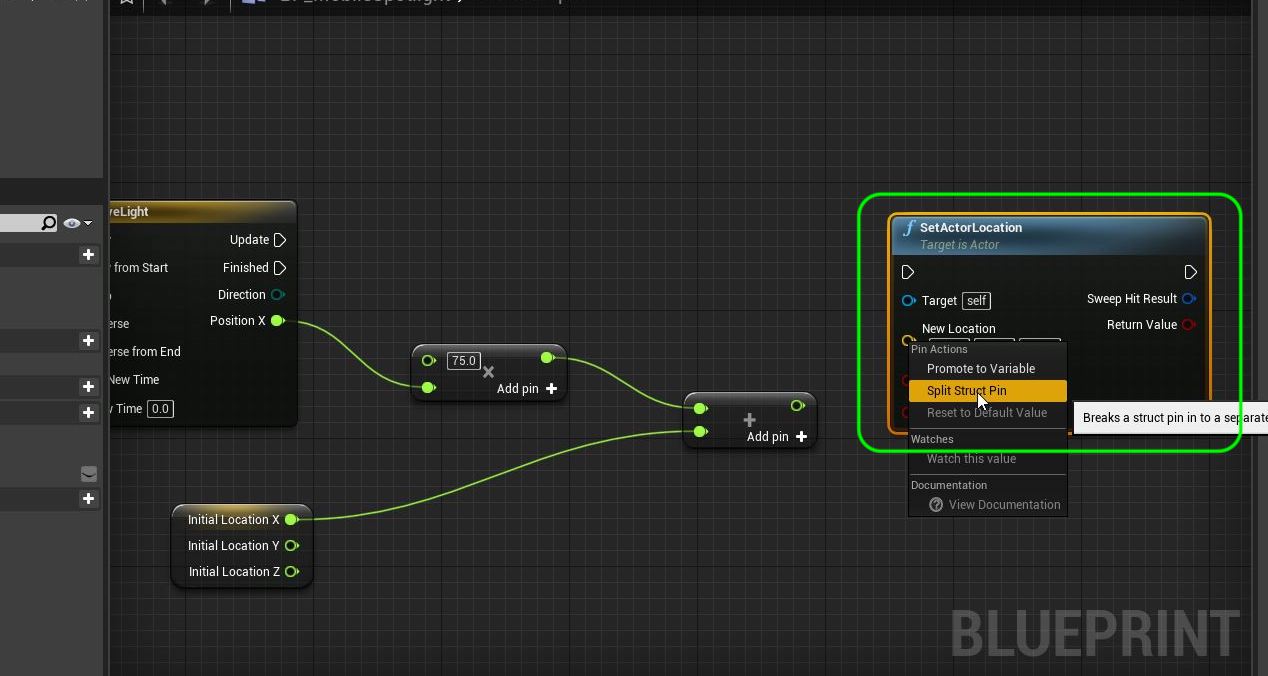 veLight
Update
from Start
Finished
Direction
erse
Position X
erse from End
New Time
Time 0.0
75.0
Add pin
Add pin
Initial Location X
Initial Location Y
Initial Location Z
f SetActorLocation
Target is Actor
Target self
Sweep Hit Result
New Location
Return Value
Pin Actions
Promote to Variable
Split Struct Pin
Reset to Default Value
Breaks a struct pin in to a separate
Watches
Watch this value
Documentation
View Documentation
BLUEPRINT